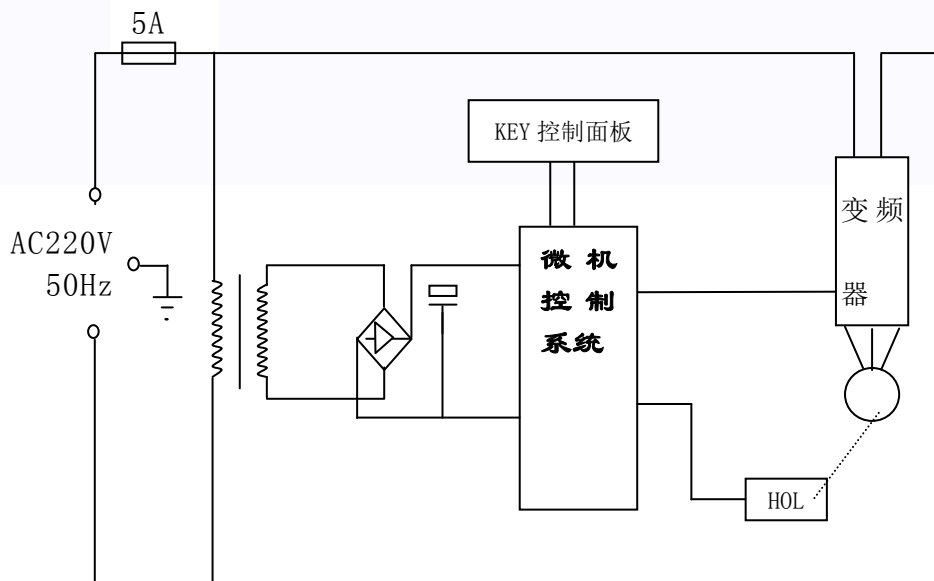 5A
KEY 控制面板
变 频
器
AC220V
50Hz
微 机
控 制
系统
HOL